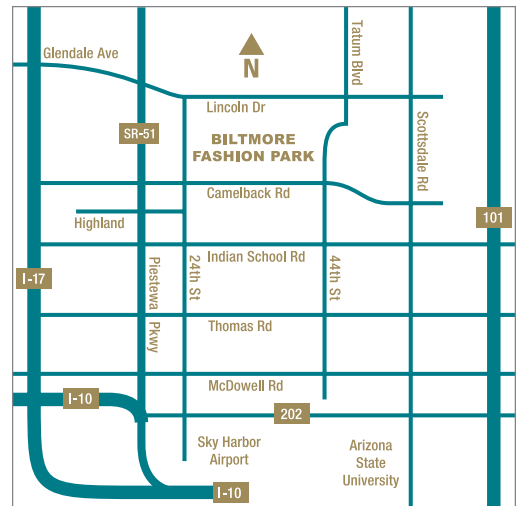 Glendale Ave
N
Tatum Blvd
Lincoln Dr
SR-51
BILTMORE
FASHION PARK
Scottsdale Rd
Camelback Rd
Highland
101
Indian School Rd
I-17
Piestewa Pkwy
24th St
44th St
Thomas Rd
McDowell Rd
I-10
202
Sky Harbor
Airport
Arizona
State
University
I-10